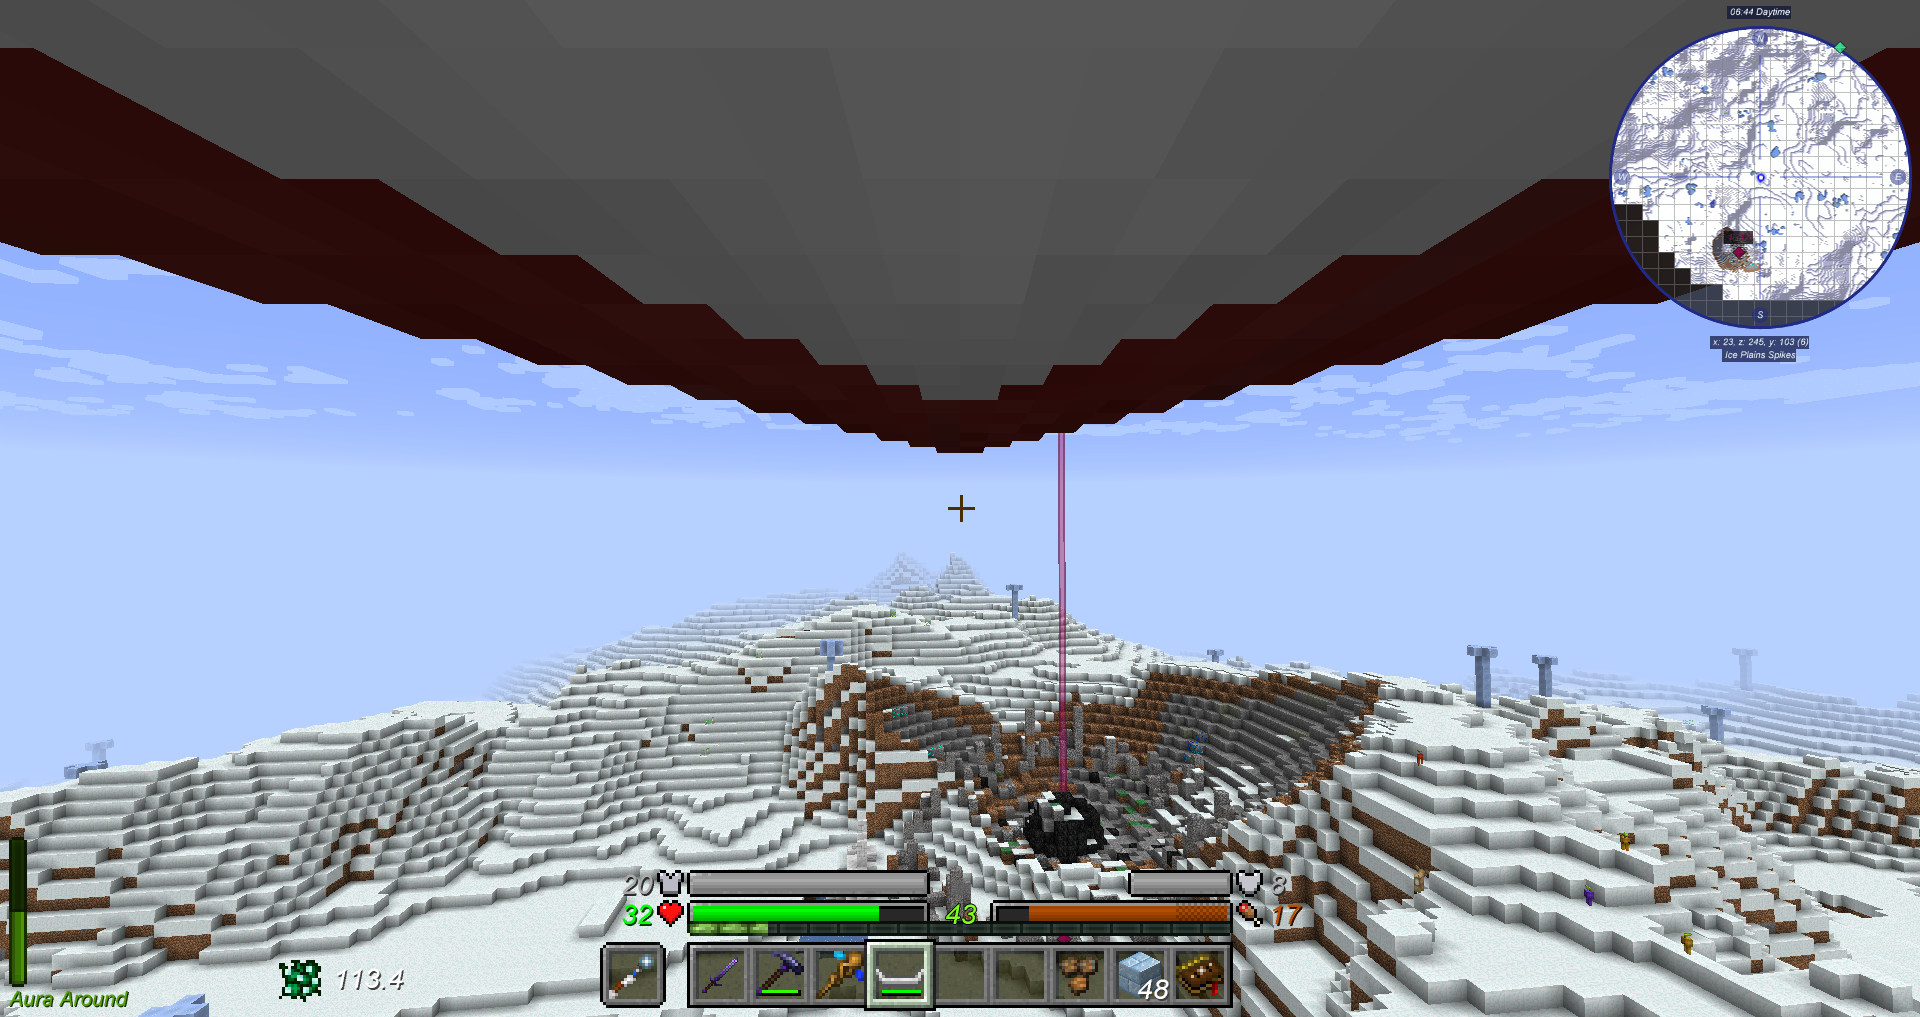 06:44 Daytime
N
W
E
S
x: 23, z: 245, y: 103 (6)
Ice Plains Spikes
20
8
32
43
17
113.4
48
Aura Around